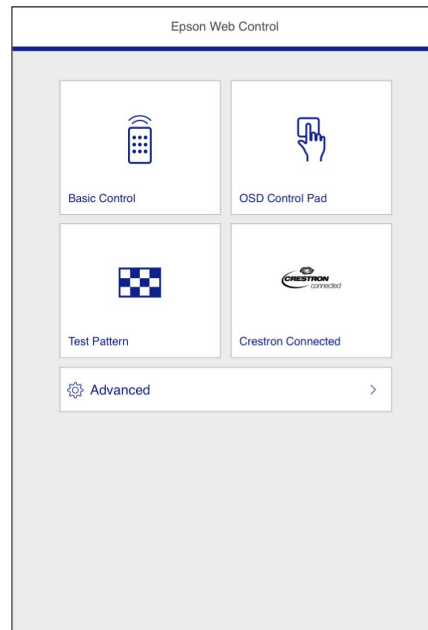 Epson Web Control
Basic Control
OSD Control Pad
CRESTRON
connected
Test Pattern
Crestron Connected
Advanced